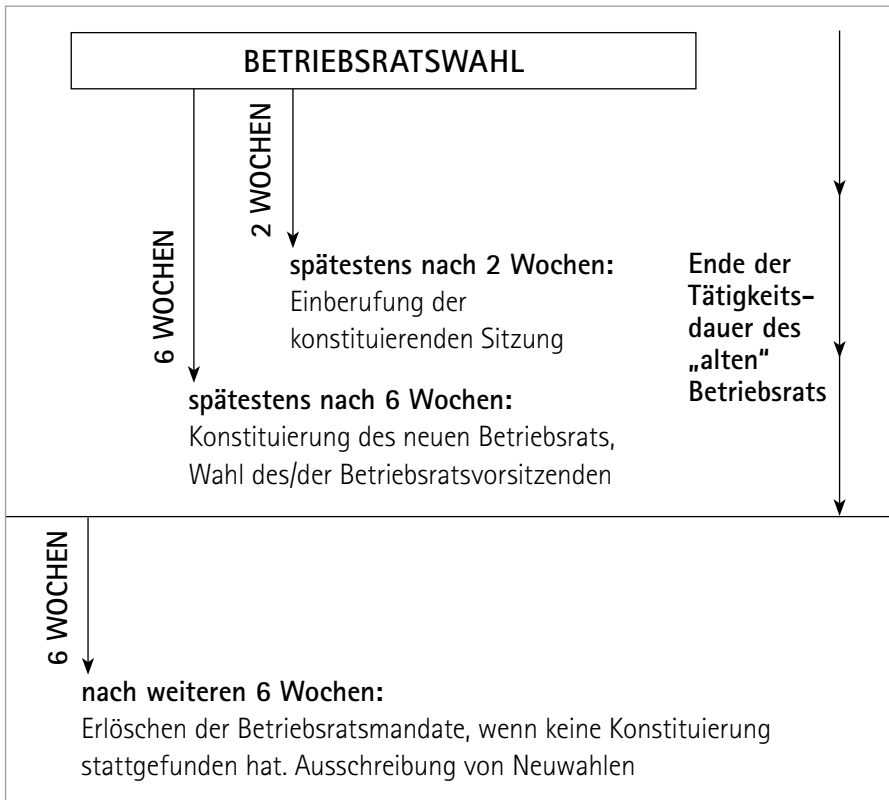 BETRIEBSRATSWAHL
2 WOCHEN
6 WOCHEN
spätestens nach 2 Wochen:
Einberufung der
konstituierenden Sitzung
Ende der
Tätigkeits-
dauer des
„alten“
Betriebsrats
spätestens nach 6 Wochen:
Konstituierung des neuen Betriebsrats,
Wahl des/der Betriebsratsvorsitzenden
6 WOCHEN
nach weiteren 6 Wochen:
Erlöschen der Betriebsratsmandate, wenn keine Konstituierung
stattgefunden hat. Ausschreibung von Neuwahlen